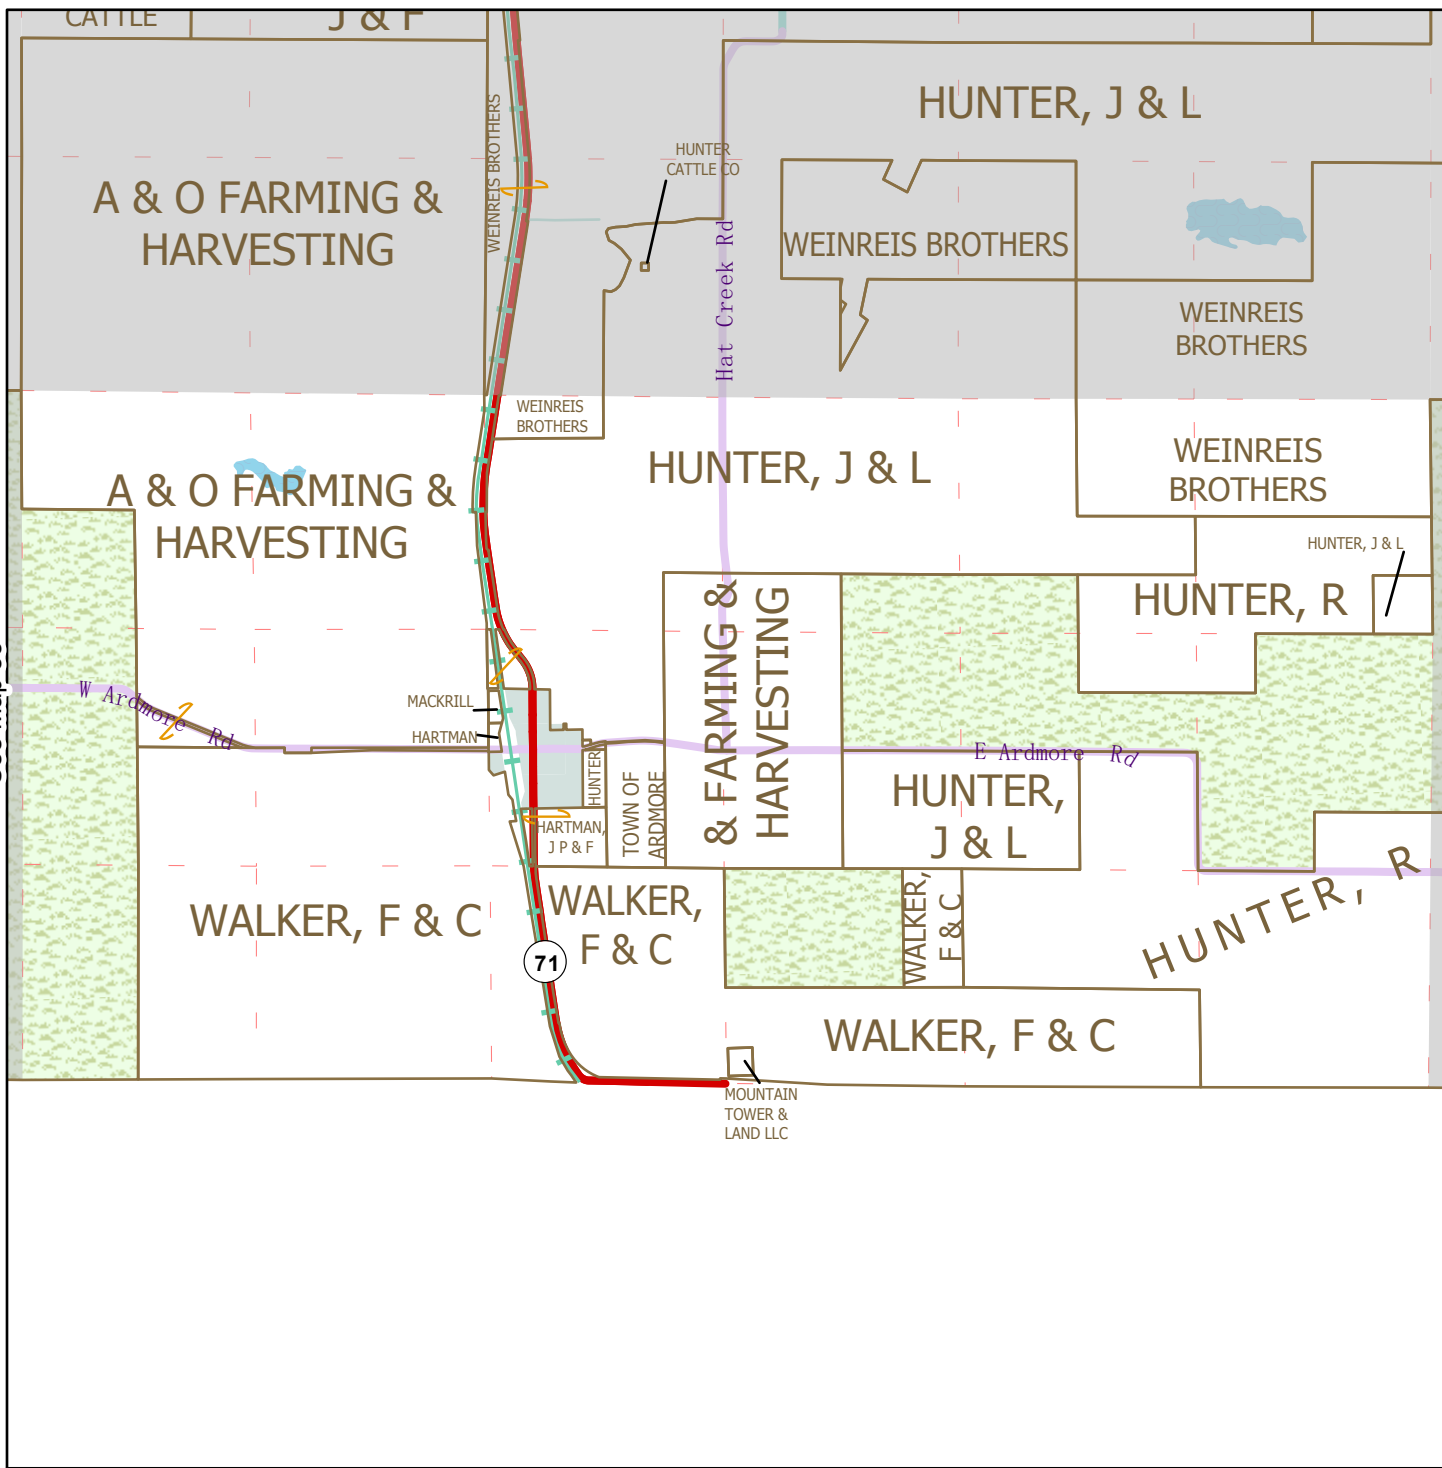 CATTLE
J & F
HUNTER, J & L
WEINREIS BROTHERS
HUNTER
CATTLE CO
A & O FARMING &
HARVESTING
WEINREIS BROTHERS
Hat Creek Rd
WEINREIS
BROTHERS
WEINREIS
BROTHERS
HUNTER, J & L
WEINREIS
BROTHERS
A & O FARMING &
HARVESTING
HUNTER, J & L
HUNTER, R
& FARMING &
HARVESTING
W Ardmore Rd
MACKRILL
HARTMAN
HUNTER
TOWN OF
ARDMORE
E Ardmore Rd
HUNTER,
J & L
HARTMAN,
J P & F
WALKER, F & C
WALKER,
F & C
WALKER,
F & C
HUNTER, R
71
WALKER, F & C
MOUNTAIN
TOWER &
LAND LLC